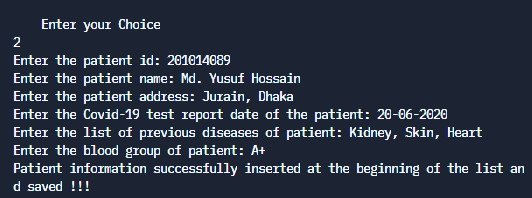 Enter your Choice
2
Enter the patient id: 201014089
Enter the patient name: Md. Yusuf Hossain
Enter the patient address: Jurain, Dhaka
Enter the Covid-19 test report date of the patient: 20-06-2020
Enter the list of previous diseases of patient: Kidney, Skin, Heart
Enter the blood group of patient: A+
Patient information successfully inserted at the beginning of the list an
d saved !!!